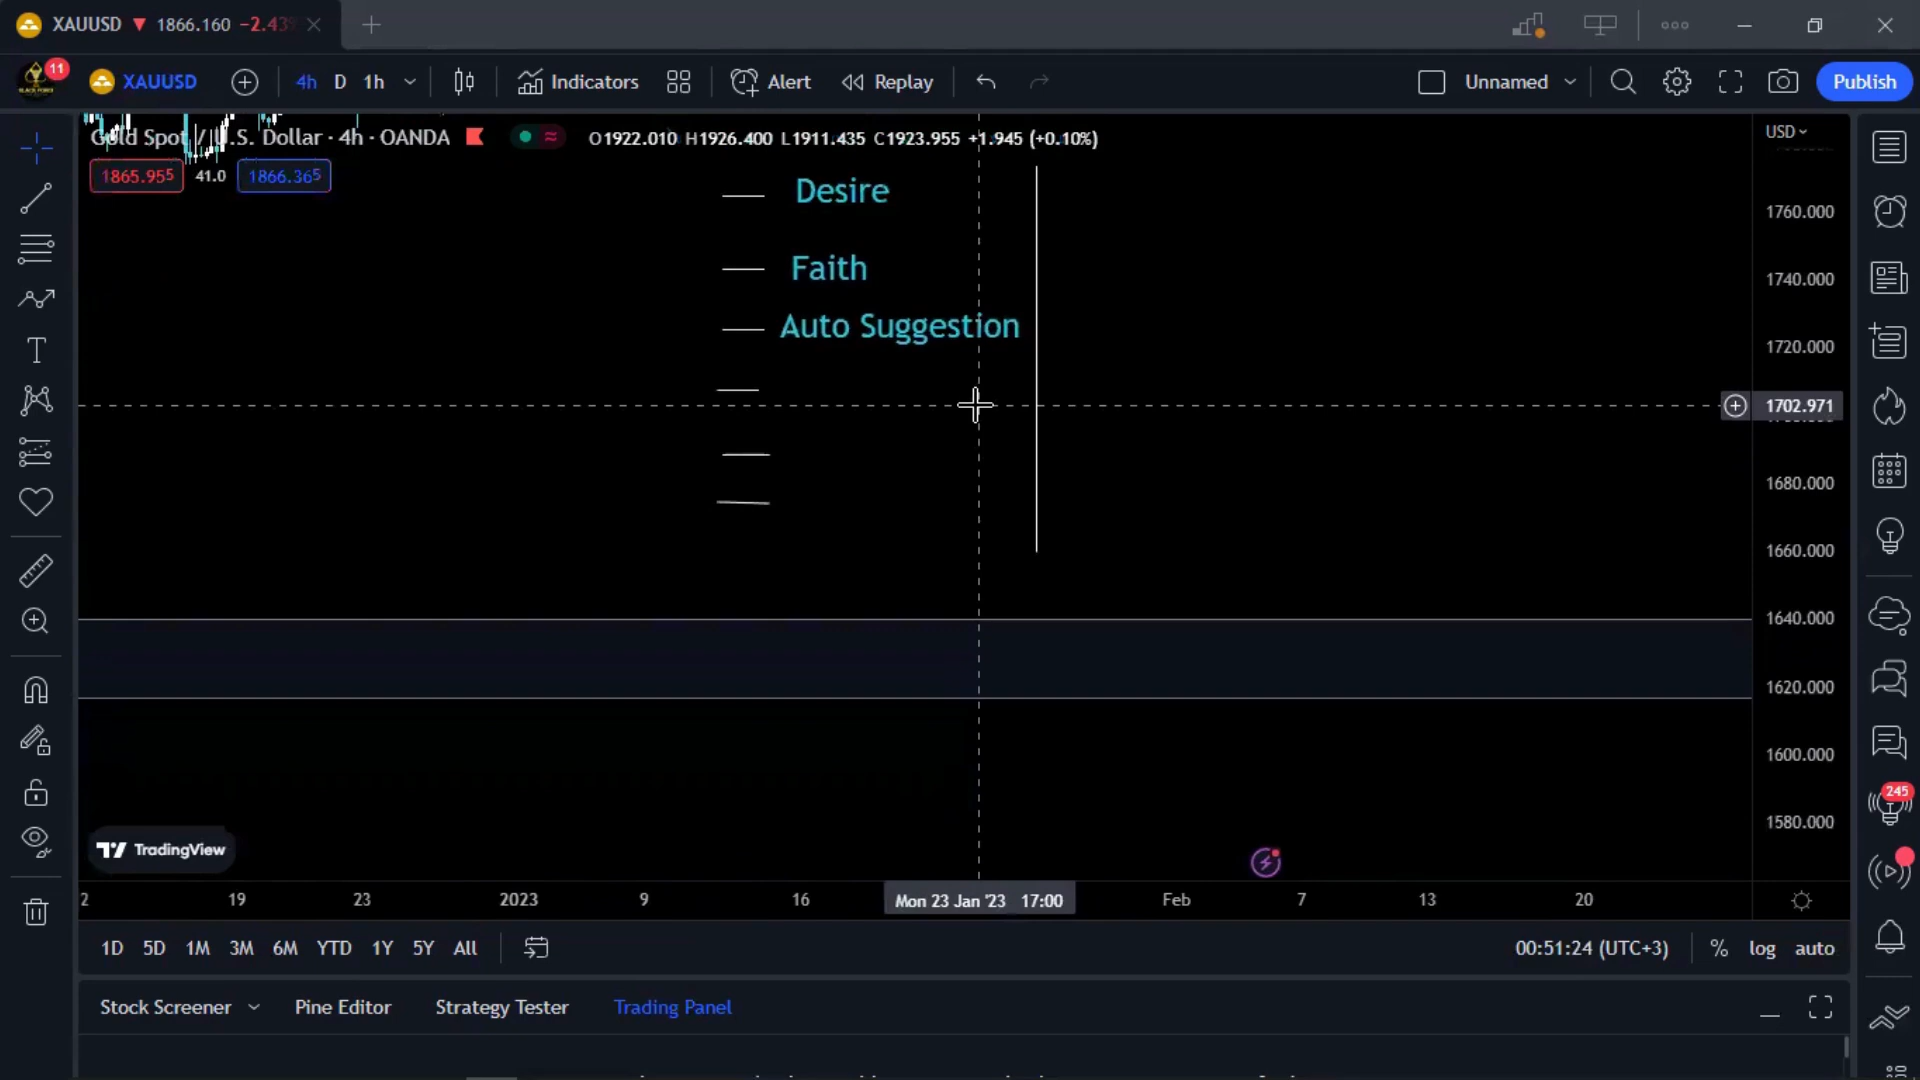 XAUUSD ▼ 1866.160 −2.43%
11
XAUUSD 4h D 1h Indicators Alert Replay Unnamed Publish
Gold Spot / U.S. Dollar · 4h · OANDA O1922.010 H1926.400 L1911.435 C1923.955 +1.945 (+0.10%)
USD
1865.955 41.0 1866.365
Desire
1760.000
Faith
1740.000
Auto Suggestion
1720.000
1702.971
1680.000
1660.000
1640.000
1620.000
1600.000
245
1580.000
TradingView
2 19 23 2023 9 16 Mon 23 Jan '23 17:00 Feb 7 13 20
1D 5D 1M 3M 6M YTD 1Y 5Y All 00:51:24 (UTC+3) % log auto
Stock Screener Pine Editor Strategy Tester Trading Panel